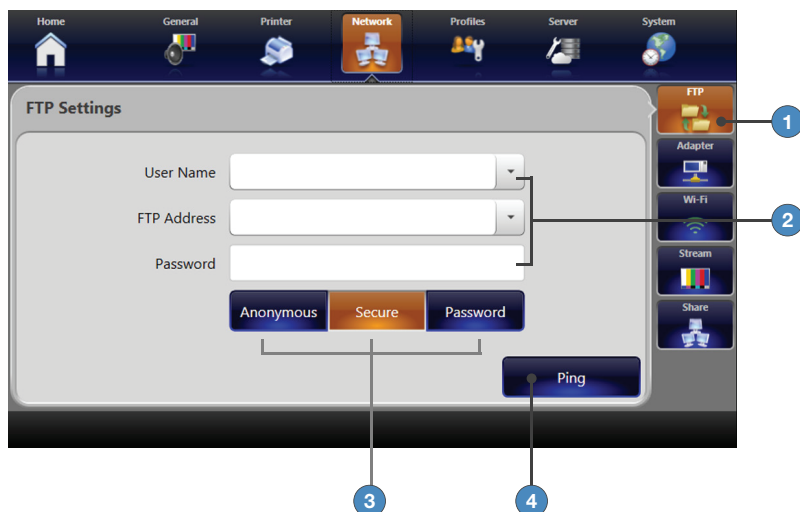 Home General Printer Network Profiles Server System
FTP Settings
FTP
1
Adapter
User Name
Wi-Fi
FTP Address
2
Password
Stream
Anonymous Secure Password
Share
Ping
3 4